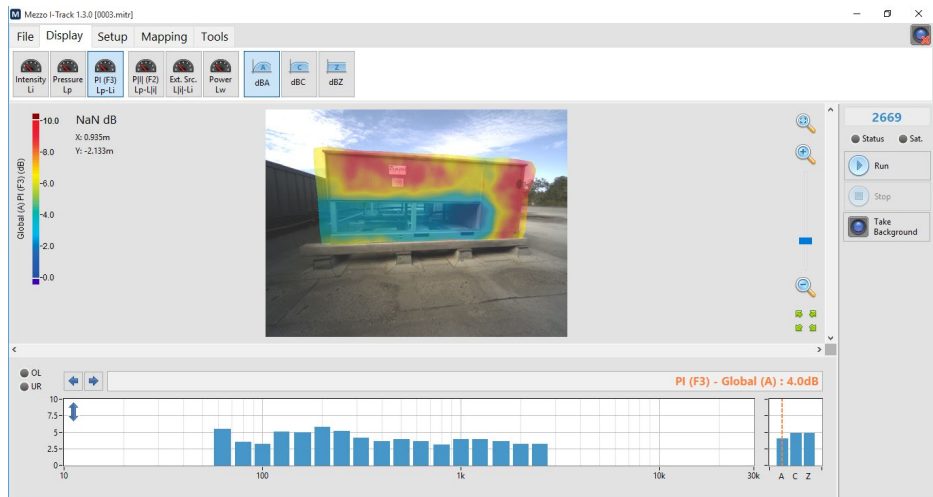 Mezzo I-Track 1.3.0 [0003.mitr]
File Display Setup Mapping Tools
Intensity Pressure PI (F3) P|I| (F2) Ext. Src. Power
Li Lp Lp-Li Lp-L|i| L|i|-Li Lw
A C Z
dBA dBC dBZ
10.0 NaN dB
X: 0.935m
Y: -2.133m
-8.0
-6.0
-4.0
-2.0
-0.0
Global (A) PI (F3) (dB)
2669
Status Sat.
Run
Stop
Take
Background
OL
UR
PI (F3) - Global (A) : 4.0dB
10
7.5
5
2.5
0
10 100 1k 10k 30k A C Z